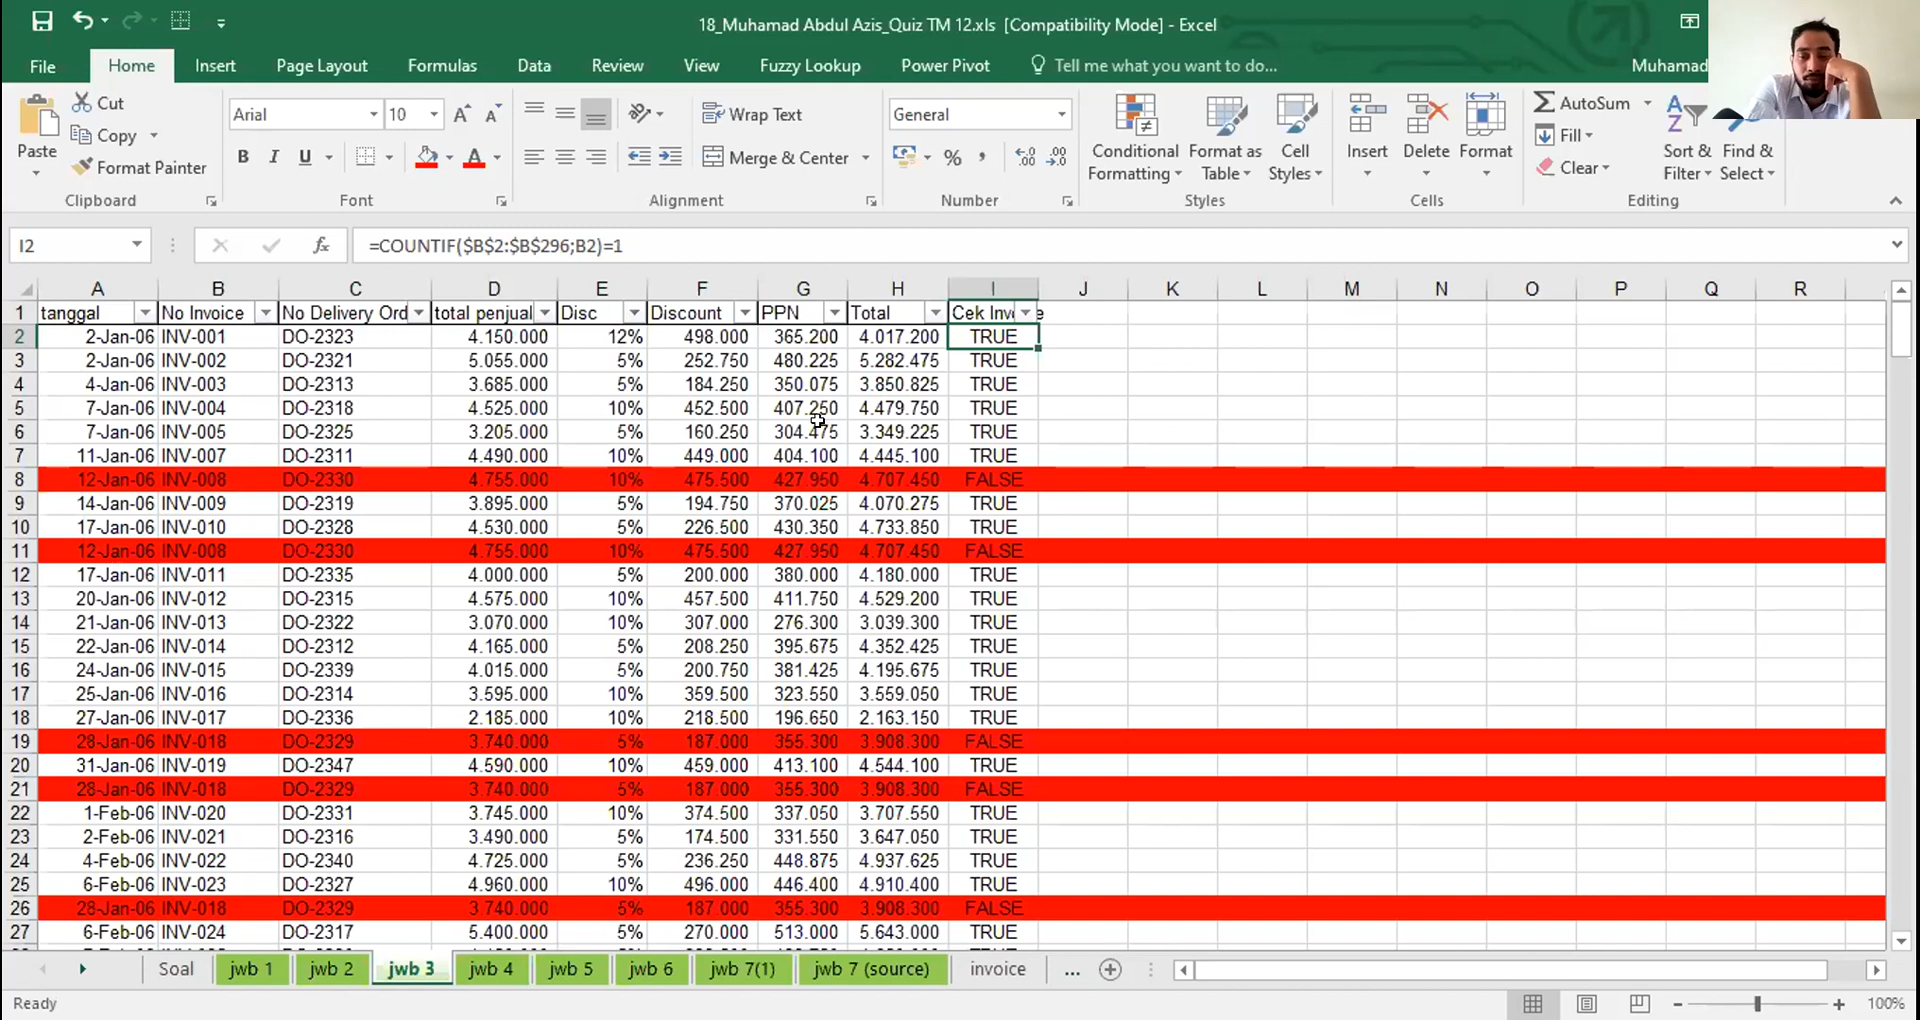 18_Muhamad Abdul Azis_Quiz TM 12.xls [Compatibility Mode] - Excel
File Home Insert Page Layout Formulas Data Review View Fuzzy Lookup Power Pivot Tell me what you want to do... Muhamad
Paste Cut Copy Format Painter Clipboard
Arial 10 A A B I U A Font
Wrap Text Merge & Center Alignment
General % , ←.0 .00 .00 →.0 Number
Conditional Formatting Format as Table Cell Styles Styles
Insert Delete Format Cells
AutoSum Fill Clear Sort & Filter Find & Select Editing
I2 fx =COUNTIF($B$2:$B$296;B2)=1
A B C D E F G H I J K L M N O P Q R
1 tanggal No Invoice No Delivery Ord total penjual Disc Discount PPN Total Cek Inv e
2 2-Jan-06 INV-001 DO-2323 4.150.000 12% 498.000 365.200 4.017.200 TRUE
3 2-Jan-06 INV-002 DO-2321 5.055.000 5% 252.750 480.225 5.282.475 TRUE
4 4-Jan-06 INV-003 DO-2313 3.685.000 5% 184.250 350.075 3.850.825 TRUE
5 7-Jan-06 INV-004 DO-2318 4.525.000 10% 452.500 407.250 4.479.750 TRUE
6 7-Jan-06 INV-005 DO-2325 3.205.000 5% 160.250 304.475 3.349.225 TRUE
7 11-Jan-06 INV-007 DO-2311 4.490.000 10% 449.000 404.100 4.445.100 TRUE
8 12-Jan-06 INV-008 DO-2330 4.755.000 10% 475.500 427.950 4.707.450 FALSE
9 14-Jan-06 INV-009 DO-2319 3.895.000 5% 194.750 370.025 4.070.275 TRUE
10 17-Jan-06 INV-010 DO-2328 4.530.000 5% 226.500 430.350 4.733.850 TRUE
11 12-Jan-06 INV-008 DO-2330 4.755.000 10% 475.500 427.950 4.707.450 FALSE
12 17-Jan-06 INV-011 DO-2335 4.000.000 5% 200.000 380.000 4.180.000 TRUE
13 20-Jan-06 INV-012 DO-2315 4.575.000 10% 457.500 411.750 4.529.200 TRUE
14 21-Jan-06 INV-013 DO-2322 3.070.000 10% 307.000 276.300 3.039.300 TRUE
15 22-Jan-06 INV-014 DO-2312 4.165.000 5% 208.250 395.675 4.352.425 TRUE
16 24-Jan-06 INV-015 DO-2339 4.015.000 5% 200.750 381.425 4.195.675 TRUE
17 25-Jan-06 INV-016 DO-2314 3.595.000 10% 359.500 323.550 3.559.050 TRUE
18 27-Jan-06 INV-017 DO-2336 2.185.000 10% 218.500 196.650 2.163.150 TRUE
19 28-Jan-06 INV-018 DO-2329 3.740.000 5% 187.000 355.300 3.908.300 FALSE
20 31-Jan-06 INV-019 DO-2347 4.590.000 10% 459.000 413.100 4.544.100 TRUE
21 28-Jan-06 INV-018 DO-2329 3.740.000 5% 187.000 355.300 3.908.300 FALSE
22 1-Feb-06 INV-020 DO-2331 3.745.000 10% 374.500 337.050 3.707.550 TRUE
23 2-Feb-06 INV-021 DO-2316 3.490.000 5% 174.500 331.550 3.647.050 TRUE
24 4-Feb-06 INV-022 DO-2340 4.725.000 5% 236.250 448.875 4.937.625 TRUE
25 6-Feb-06 INV-023 DO-2327 4.960.000 10% 496.000 446.400 4.910.400 TRUE
26 28-Jan-06 INV-018 DO-2329 3.740.000 5% 187.000 355.300 3.908.300 FALSE
27 6-Feb-06 INV-024 DO-2317 5.400.000 5% 270.000 513.000 5.643.000 TRUE
Soal jwb 1 jwb 2 jwb 3 jwb 4 jwb 5 jwb 6 jwb 7(1) jwb 7 (source) invoice ...
Ready 100%